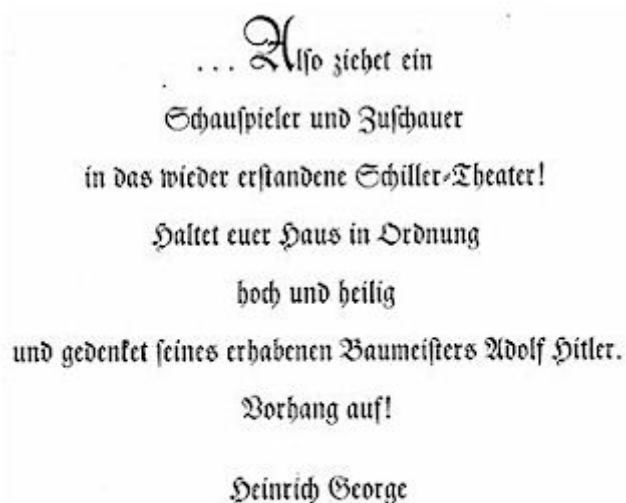 ... Also ziehet ein
Schauspieler und Zuschauer
in das wieder erstandene Schiller-Theater!
Haltet euer Haus in Ordnung
hoch und heilig
und gedenket seines erhabenen Baumeisters Adolf Hitler.
Vorhang auf!
Heinrich George